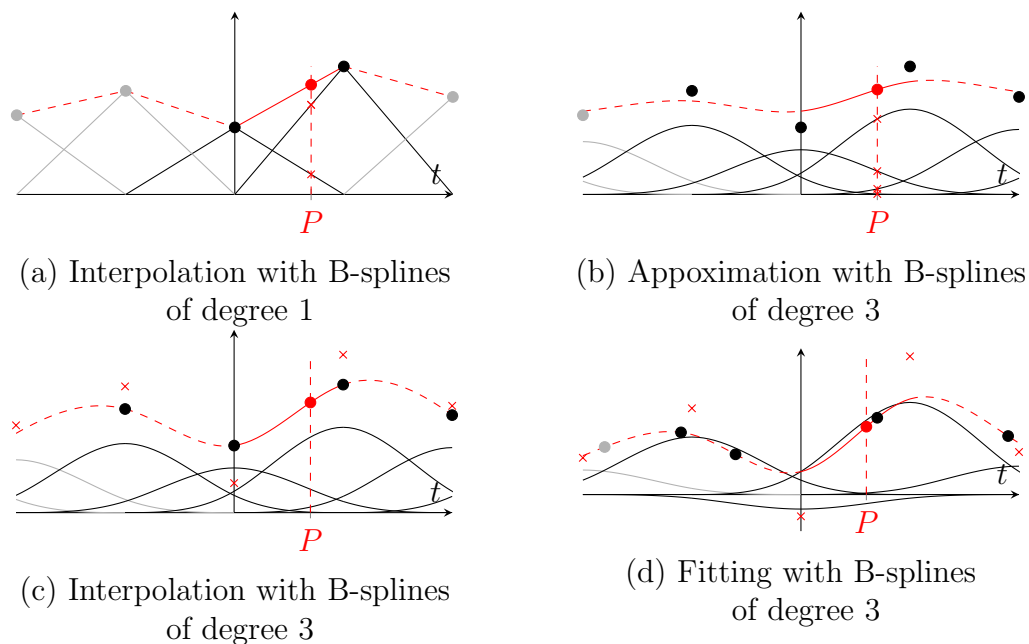 t
P
(a) Interpolation with B-splines
of degree 1
t
P
(b) Appoximation with B-splines
of degree 3
t
P
(c) Interpolation with B-splines
of degree 3
t
P
(d) Fitting with B-splines
of degree 3